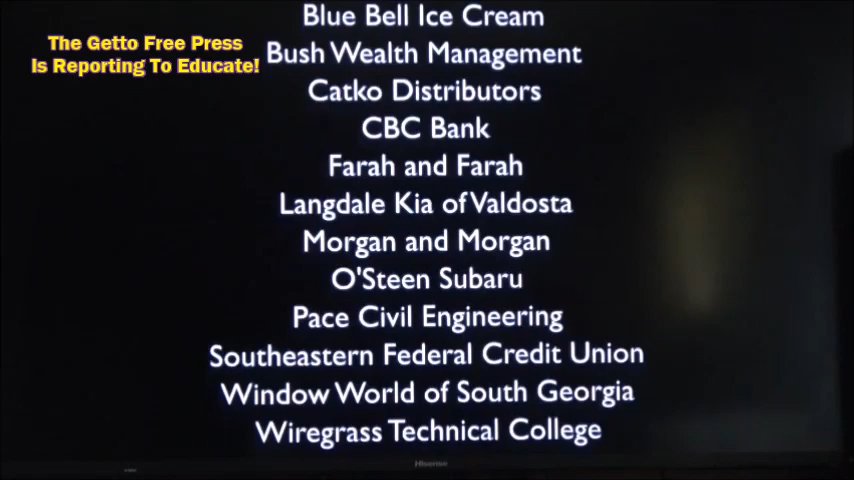 Blue Bell Ice Cream
The Getto Free Press
Is Reporting To Educate!
Bush Wealth Management
Catko Distributors
CBC Bank
Farah and Farah
Langdale Kia of Valdosta
Morgan and Morgan
O'Steen Subaru
Pace Civil Engineering
Southeastern Federal Credit Union
Window World of South Georgia
Wiregrass Technical College
Hisense